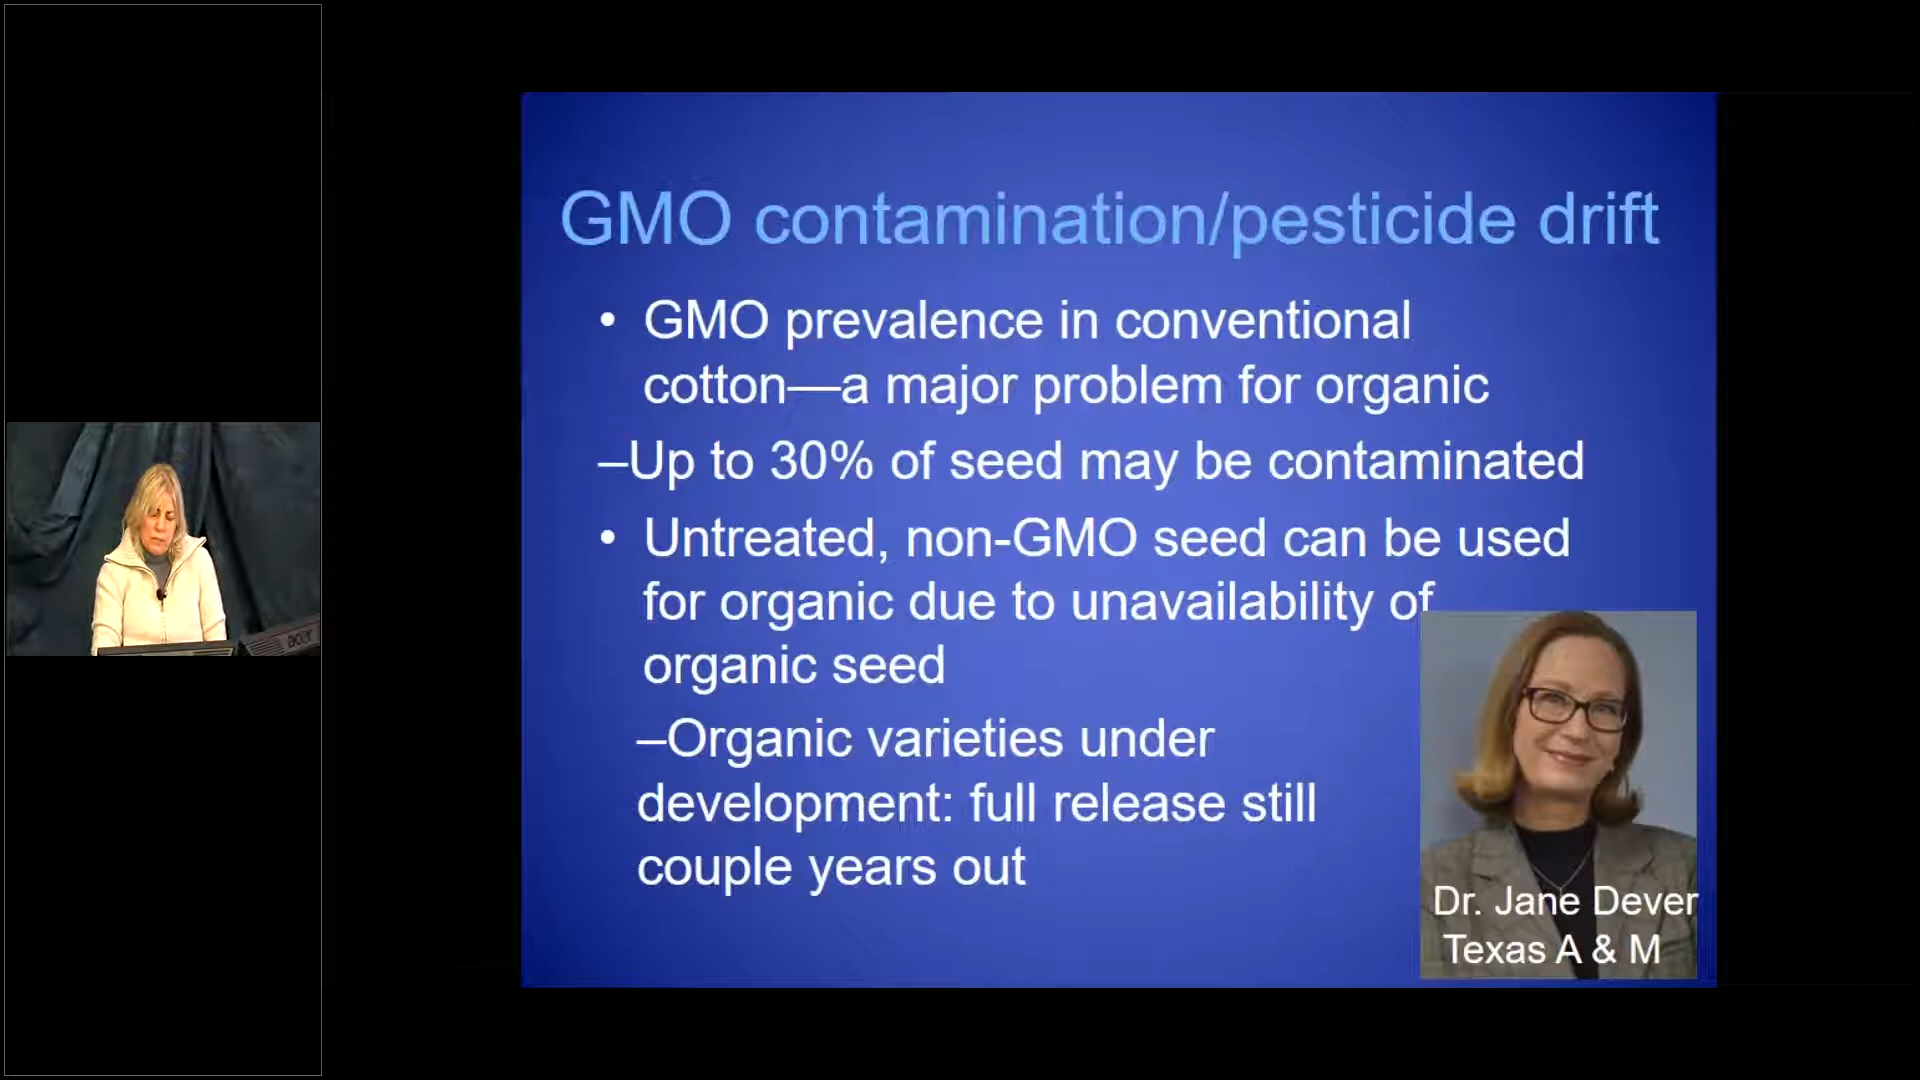 GMO contamination/pesticide drift
• GMO prevalence in conventional
cotton—a major problem for organic
–Up to 30% of seed may be contaminated
• Untreated, non-GMO seed can be used
for organic due to unavailability of
organic seed
–Organic varieties under
development: full release still
couple years out
Dr. Jane Dever
Texas A & M
acer